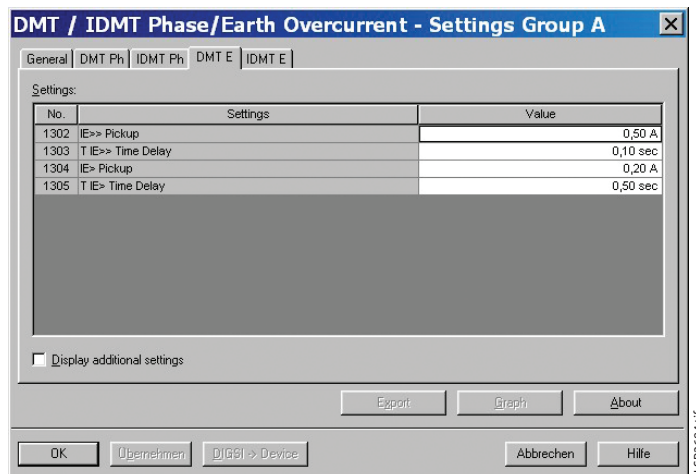 DMT / IDMT Phase/Earth Overcurrent - Settings Group A
General DMT Ph IDMT Ph DMT E IDMT E
Settings:
No. Settings Value
1302 IE>> Pickup 0,50 A
1303 T IE>> Time Delay 0,10 sec
1304 IE> Pickup 0,20 A
1305 T IE> Time Delay 0,50 sec
Display additional settings
Export Graph About
OK Übernehmen DIGSI -> Device Abbrechen Hilfe